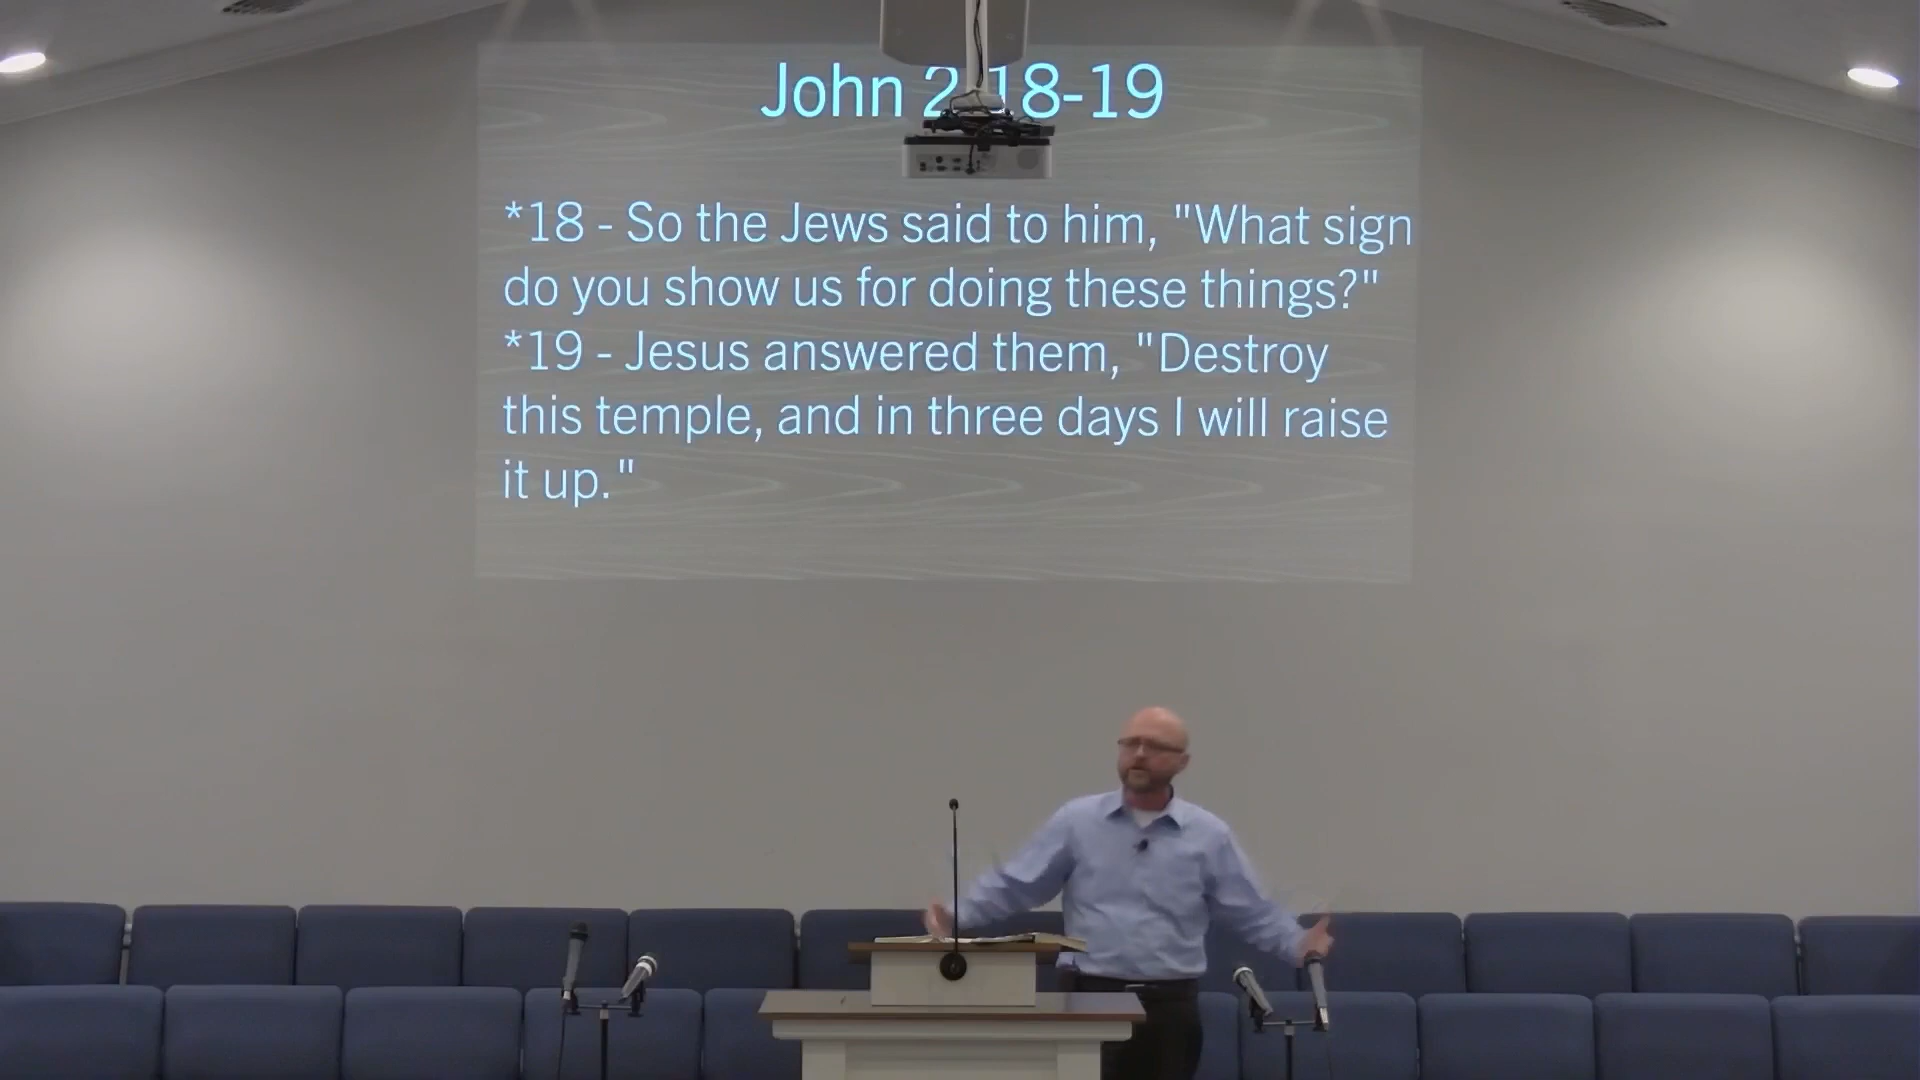 John 2 18-19
*18 - So the Jews said to him, "What sign
do you show us for doing these things?"
*19 - Jesus answered them, "Destroy
this temple, and in three days I will raise
it up."